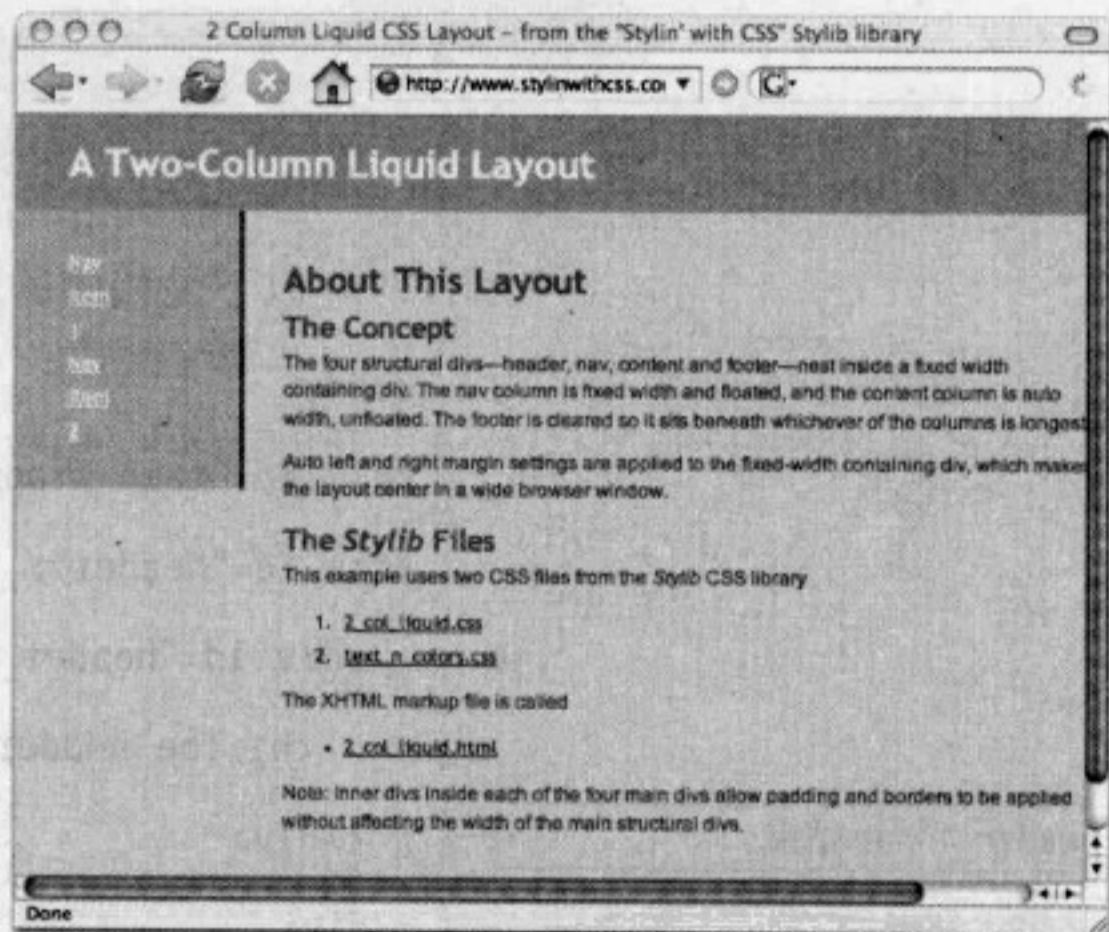 2 Column Liquid CSS Layout – from the "Stylin' with CSS" Stylib library
http://www.stylinwithcss.co
G
A Two-Column Liquid Layout
Nav
Item
1
Nav
Item
2
About This Layout
The Concept
The four structural divs—header, nav, content and footer—nest inside a fixed width
containing div. The nav column is fixed width and floated, and the content column is auto
width, unfloated. The footer is cleared so it sits beneath whichever of the columns is longest
Auto left and right margin settings are applied to the fixed-width containing div, which makes
the layout center in a wide browser window.
The Stylib Files
This example uses two CSS files from the Stylib CSS library
1. 2_col_liquid.css
2. text_n_colors.css
The XHTML markup file is called
• 2_col_liquid.html
Note: Inner divs inside each of the four main divs allow padding and borders to be applied
without affecting the width of the main structural divs.
Done